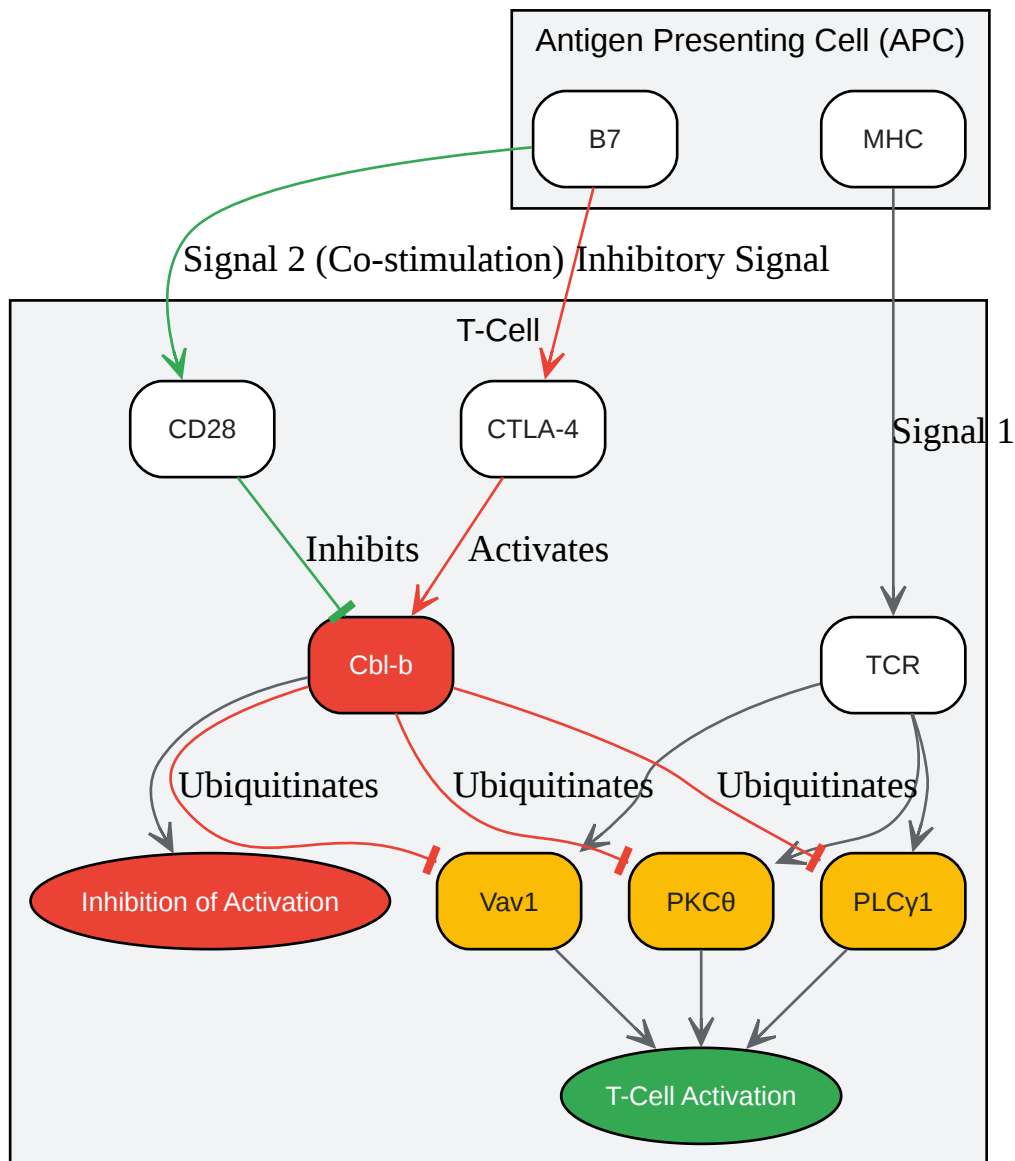 Antigen Presenting Cell (APC)
B7
MHC
Signal 2 (Co-stimulation)
Inhibitory Signal
T-Cell
CD28
CTLA-4
Signal 1
Inhibits
Activates
Cbl-b
TCR
Ubiquitinates
Ubiquitinates
Ubiquitinates
Inhibition of Activation
Vav1
PKCθ
PLCγ1
T-Cell Activation